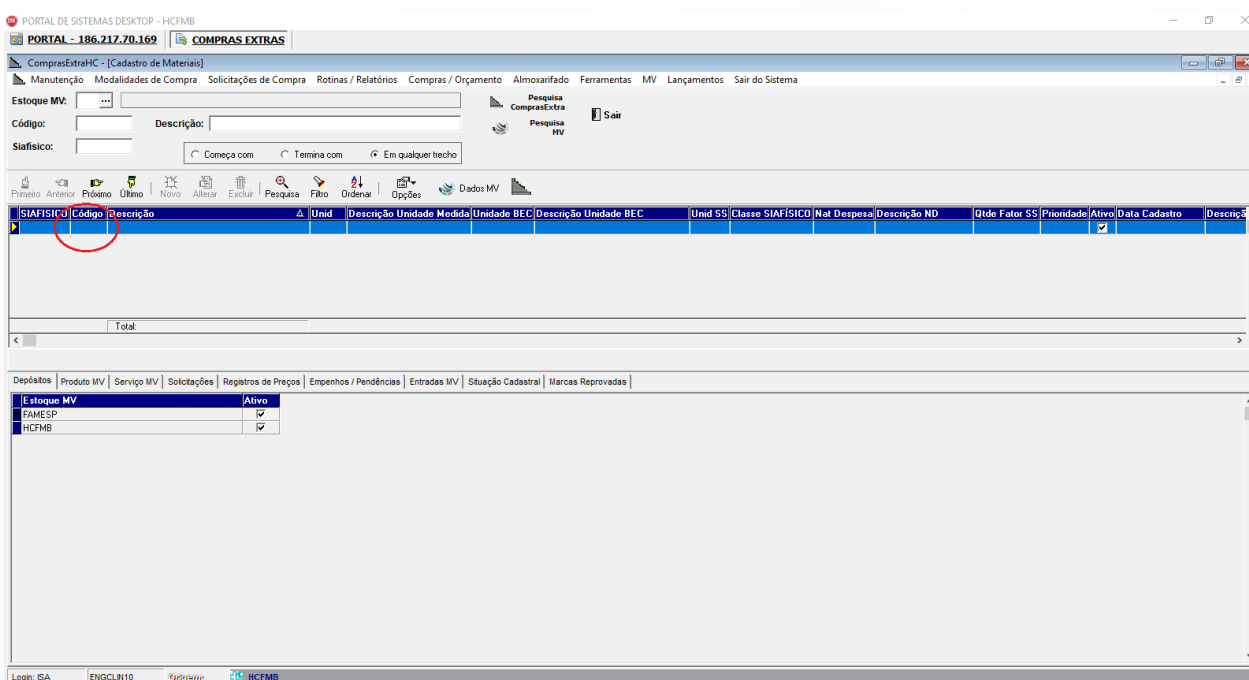 PORTAL DE SISTEMAS DESKTOP - HCFMB
PORTAL - 186.217.70.169 COMPRAS EXTRAS
ComprasExtraHC - [Cadastro de Materiais]
Manutenção Modalidades de Compra Solicitações de Compra Rotinas / Relatórios Compras / Orçamento Almoxarifado Ferramentas MV Lançamentos Sair do Sistema
Estoque MV: ...
Pesquisa ComprasExtra
Sair
Código: Descrição:
Pesquisa MV
Siafísico:
Começa com Termina com Em qualquer trecho
Primeiro Anterior Próximo Último Novo Alterar Excluir Pesquisa Filtro Ordenar Opções Dados MV
SIAFISICO Código Descrição Unid Descrição Unidade Medida Unidade BEC Descrição Unidade BEC Unid SS Classe SIAFÍSICO Nat Despesa Descrição ND Qtde Fator SS Prioridade Ativo Data Cadastro Descriçã
Total:
Depósitos Produto MV Serviço MV Solicitações Registros de Preços Empenhos / Pendências Entradas MV Situação Cadastral Marcas Reprovadas
Estoque MV Ativo
FAMESP
HCFMB
Login: ISA ENGCLIN10 Origem: HCFMB